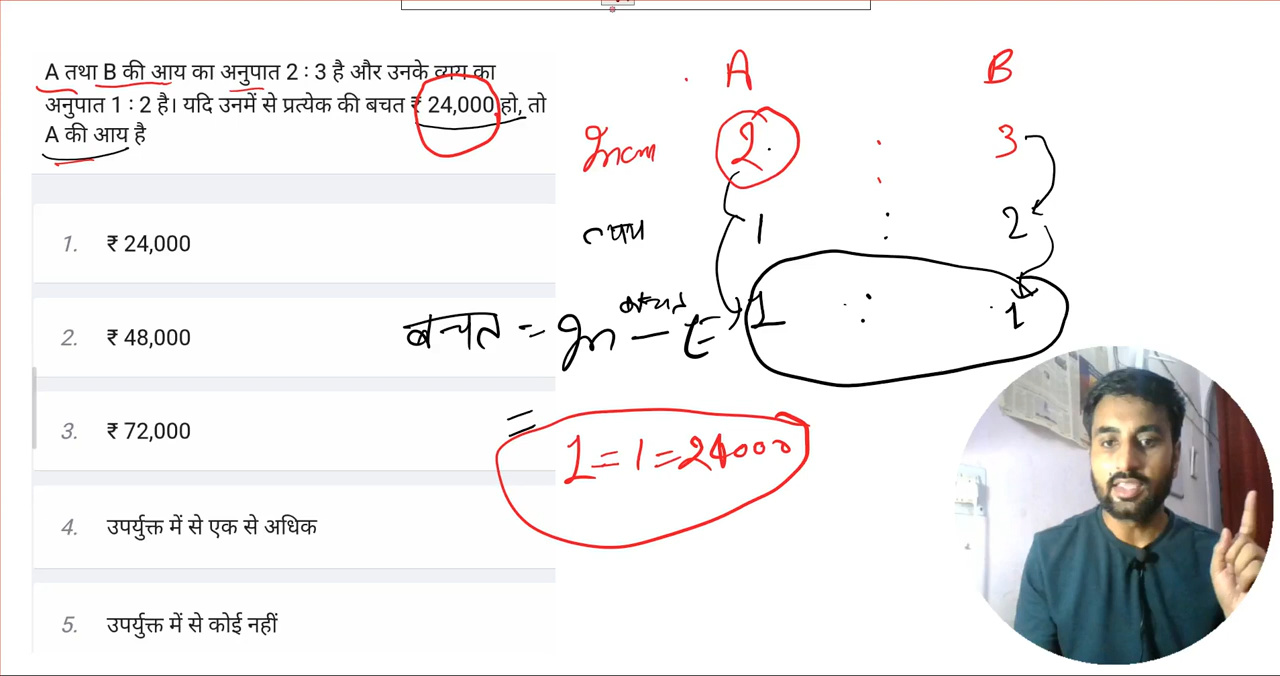 A तथा B की आय का अनुपात 2 : 3 है और उनके व्यय का
अनुपात 1 : 2 है। यदि उनमें से प्रत्येक की बचत ₹ 24,000 हो, तो
A की आय है
1. ₹ 24,000
2. ₹ 48,000
3. ₹ 72,000
4. उपर्युक्त में से एक से अधिक
5. उपर्युक्त में से कोई नहीं
A B
2 : 3
व्यय 1 : 2
बचत 1 : 1
बचत = In - E
=
1 = 1 = 24000